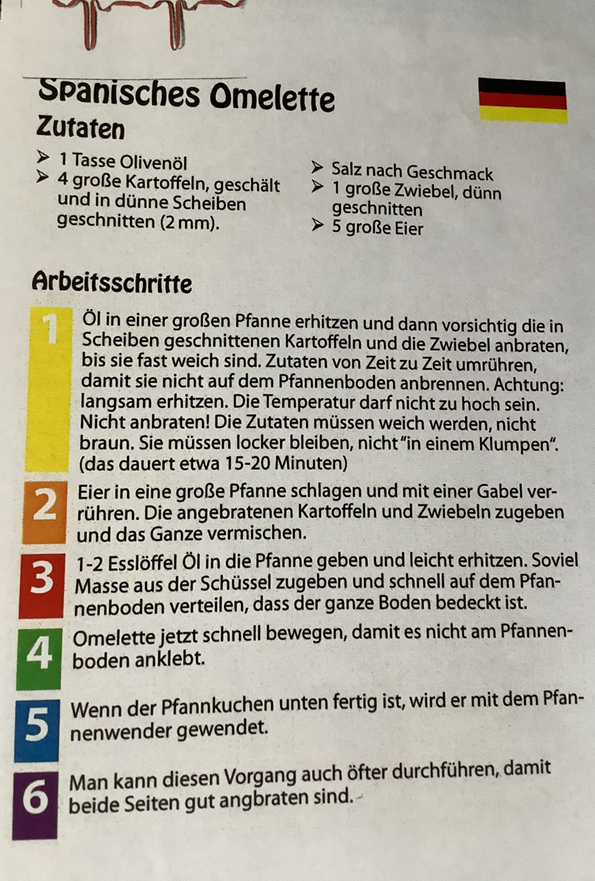 Spanisches Omelette
Zutaten
➢ 1 Tasse Olivenöl
➢ 4 große Kartoffeln, geschält
und in dünne Scheiben
geschnitten (2 mm).
➢ Salz nach Geschmack
➢ 1 große Zwiebel, dünn
geschnitten
➢ 5 große Eier
Arbeitsschritte
1
Öl in einer großen Pfanne erhitzen und dann vorsichtig die in
Scheiben geschnittenen Kartoffeln und die Zwiebel anbraten,
bis sie fast weich sind. Zutaten von Zeit zu Zeit umrühren,
damit sie nicht auf dem Pfannenboden anbrennen. Achtung:
langsam erhitzen. Die Temperatur darf nicht zu hoch sein.
Nicht anbraten! Die Zutaten müssen weich werden, nicht
braun. Sie müssen locker bleiben, nicht "in einem Klumpen".
(das dauert etwa 15-20 Minuten)
2
Eier in eine große Pfanne schlagen und mit einer Gabel ver-
rühren. Die angebratenen Kartoffeln und Zwiebeln zugeben
und das Ganze vermischen.
3
1-2 Esslöffel Öl in die Pfanne geben und leicht erhitzen. Soviel
Masse aus der Schüssel zugeben und schnell auf dem Pfan-
nenboden verteilen, dass der ganze Boden bedeckt ist.
4
Omelette jetzt schnell bewegen, damit es nicht am Pfannen-
boden anklebt.
5
Wenn der Pfannkuchen unten fertig ist, wird er mit dem Pfan-
nenwender gewendet.
6
Man kann diesen Vorgang auch öfter durchführen, damit
beide Seiten gut angbraten sind.